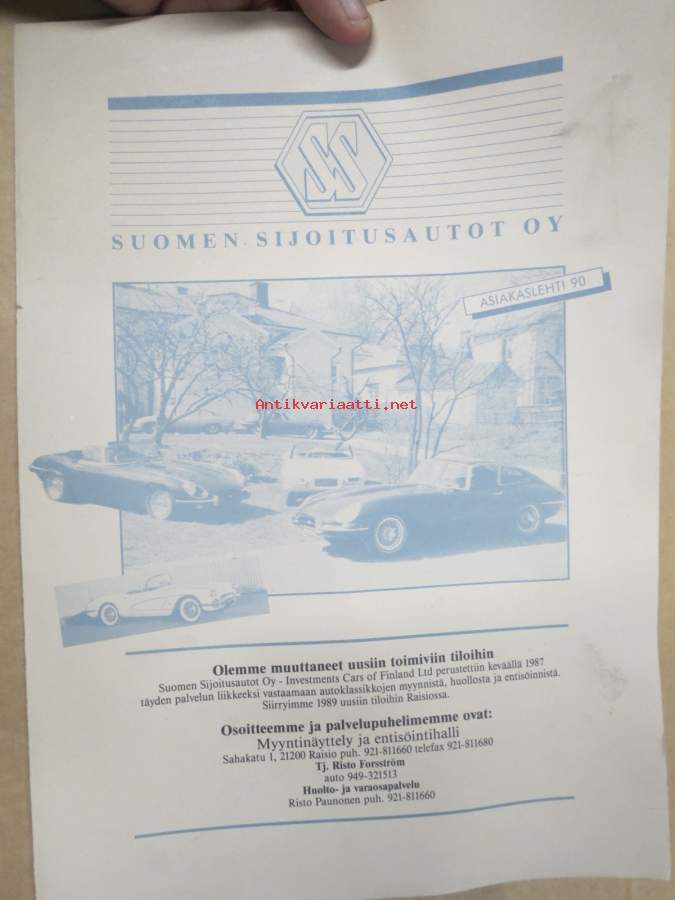 SS
SUOMEN SIJOITUSAUTOT OY
ASIAKASLEHTI 90
Antikvariaatti.net
Olemme muuttaneet uusiin toimiviin tiloihin
Suomen Sijoitusautot Oy - Investments Cars of Finland Ltd perustettiin keväällä 1987
täyden palvelun liikkeeksi vastaamaan autoklassikkojen myynnistä, huollosta ja entisöinnistä.
Siirryimme 1989 uusiin tiloihin Raisiossa.
Osoitteemme ja palvelupuhelimemme ovat:
Myyntinäyttely ja entisöintihalli
Sahakatu 1, 21200 Raisio puh. 921-811660 telefax 921-811680
Tj. Risto Forsström
auto 949-321513
Huolto- ja varaosapalvelu
Risto Paunonen puh. 921-811660